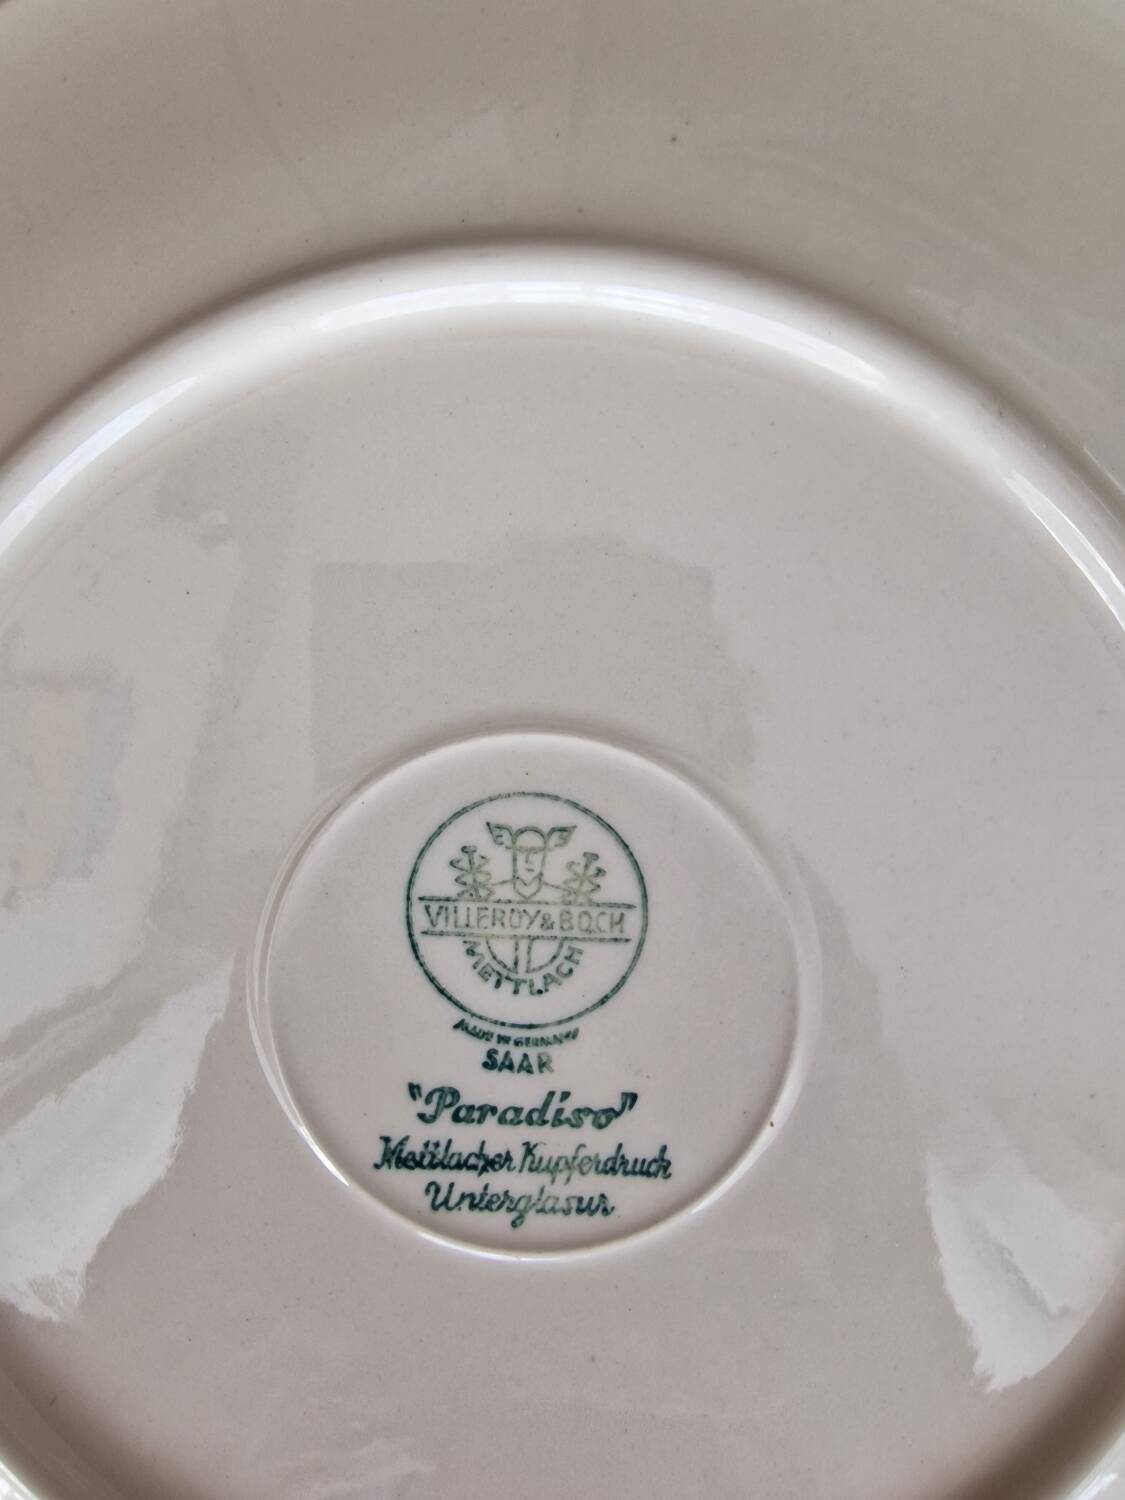 VILLEROY & BOCH
METTLACH
MADE IN GERMANY
SAAR
"Paradiso"
Mettlacher Kupferdruck
Unterglasur